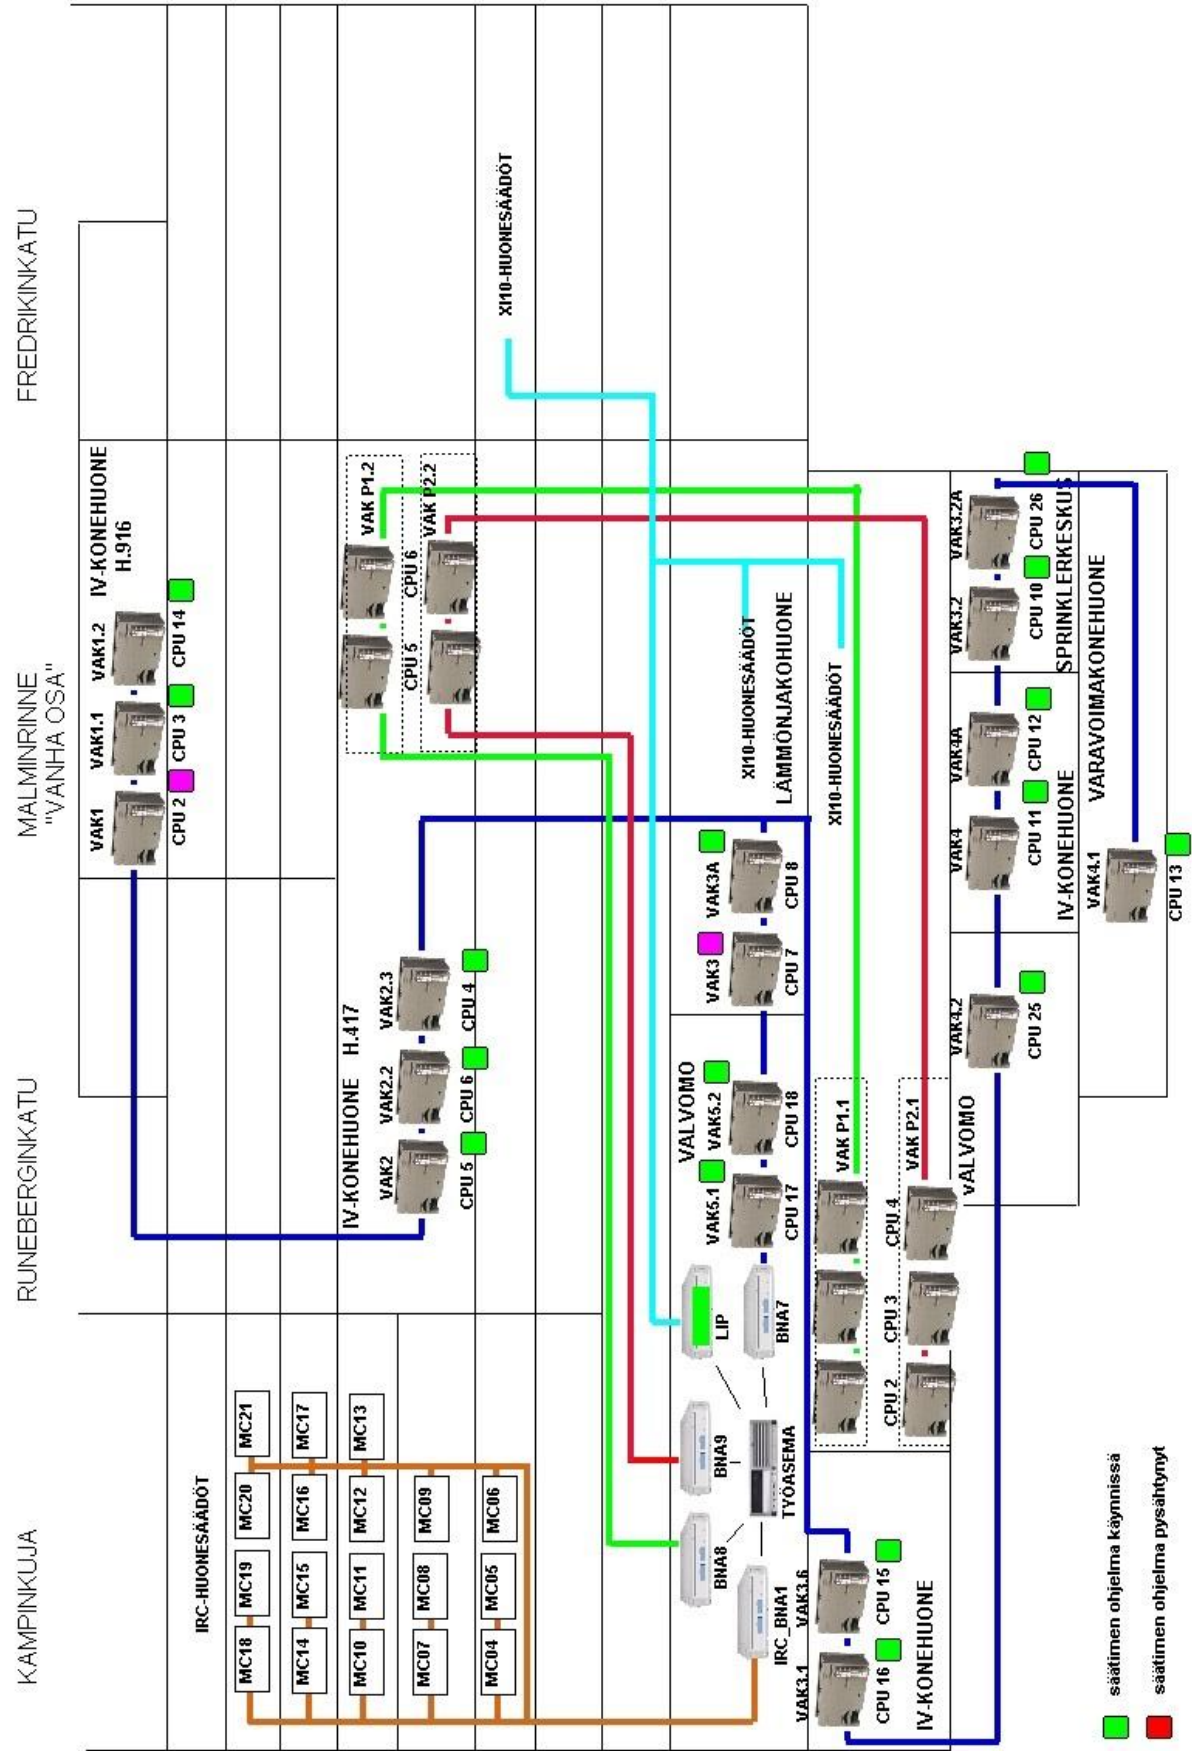 KAMPINKUJA
RUNEBERGINKATU
MALMINRINNE
"VANHA OSA"
FREDRIKINKATU
IV-KONEHUONE
H.916
VAK1
VAK1.1
VAK1.2
CPU 2
CPU 3
CPU 14
IRC-HUONESÄÄDÖT
MC18
MC19
MC20
MC21
MC14
MC15
MC16
MC17
MC10
MC11
MC12
MC13
MC07
MC08
MC09
MC04
MC05
MC06
IV-KONEHUONE H.417
VAK2
VAK2.2
VAK2.3
CPU 5
CPU 6
CPU 4
VAK P1.2
CPU 5
CPU 6
VAK P2.2
XI10-HUONESÄÄDÖT
VALVOMO
BNA8
BNA9
LIP
VAK5.1
VAK5.2
VAK3
VAK3A
XI10-HUONESÄÄDÖT
LÄMMÖNJAKOHUONE
IRC_BNA1
TYÖASEMA
BNA7
CPU 17
CPU 18
CPU 7
CPU 8
XI10-HUONESÄÄDÖT
VAK3.1
VAK3.6
CPU 16
CPU 15
IV-KONEHUONE
VAK P1.1
CPU 2
CPU 3
CPU 4
VAK P2.1
VALVOMO
VAK4.2
VAK4
VAK4A
VAK3.2
VAK3.2A
CPU 25
CPU 11
CPU 12
CPU 10
CPU 26
IV-KONEHUONE
SPRINKLERKESKUS
VAK4.1
VARAVOIMAKONEHUONE
CPU 13
säätimen ohjelma käynnissä
säätimen ohjelma pysähtynyt